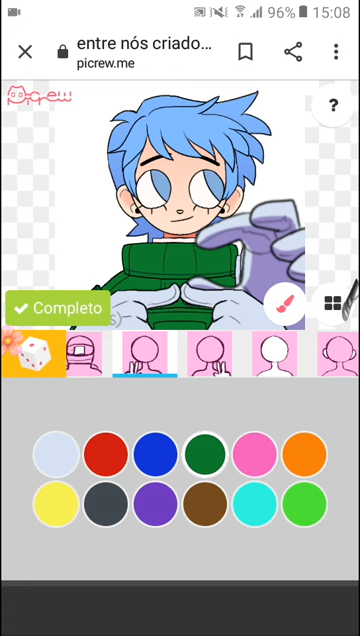 96% 15:08
entre nós criado...
picrew.me
Picrew
?
Completo